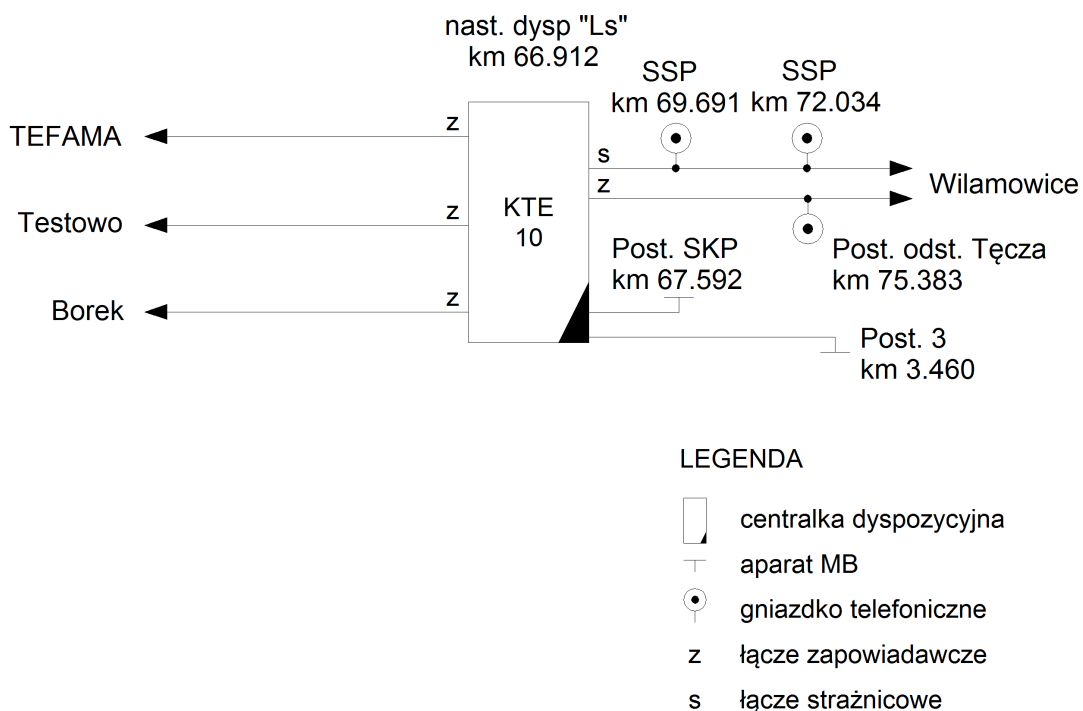 nast. dysp "Ls"
km 66.912
SSP
km 69.691
SSP
km 72.034
TEFAMA
z
s
z
Wilamowice
Testowo
z
KTE
10
Post. SKP
km 67.592
Post. odst. Tęcza
km 75.383
Borek
z
Post. 3
km 3.460
LEGENDA
centralka dyspozycyjna
aparat MB
gniazdko telefoniczne
z łącze zapowiadawcze
s łącze strażnicowe